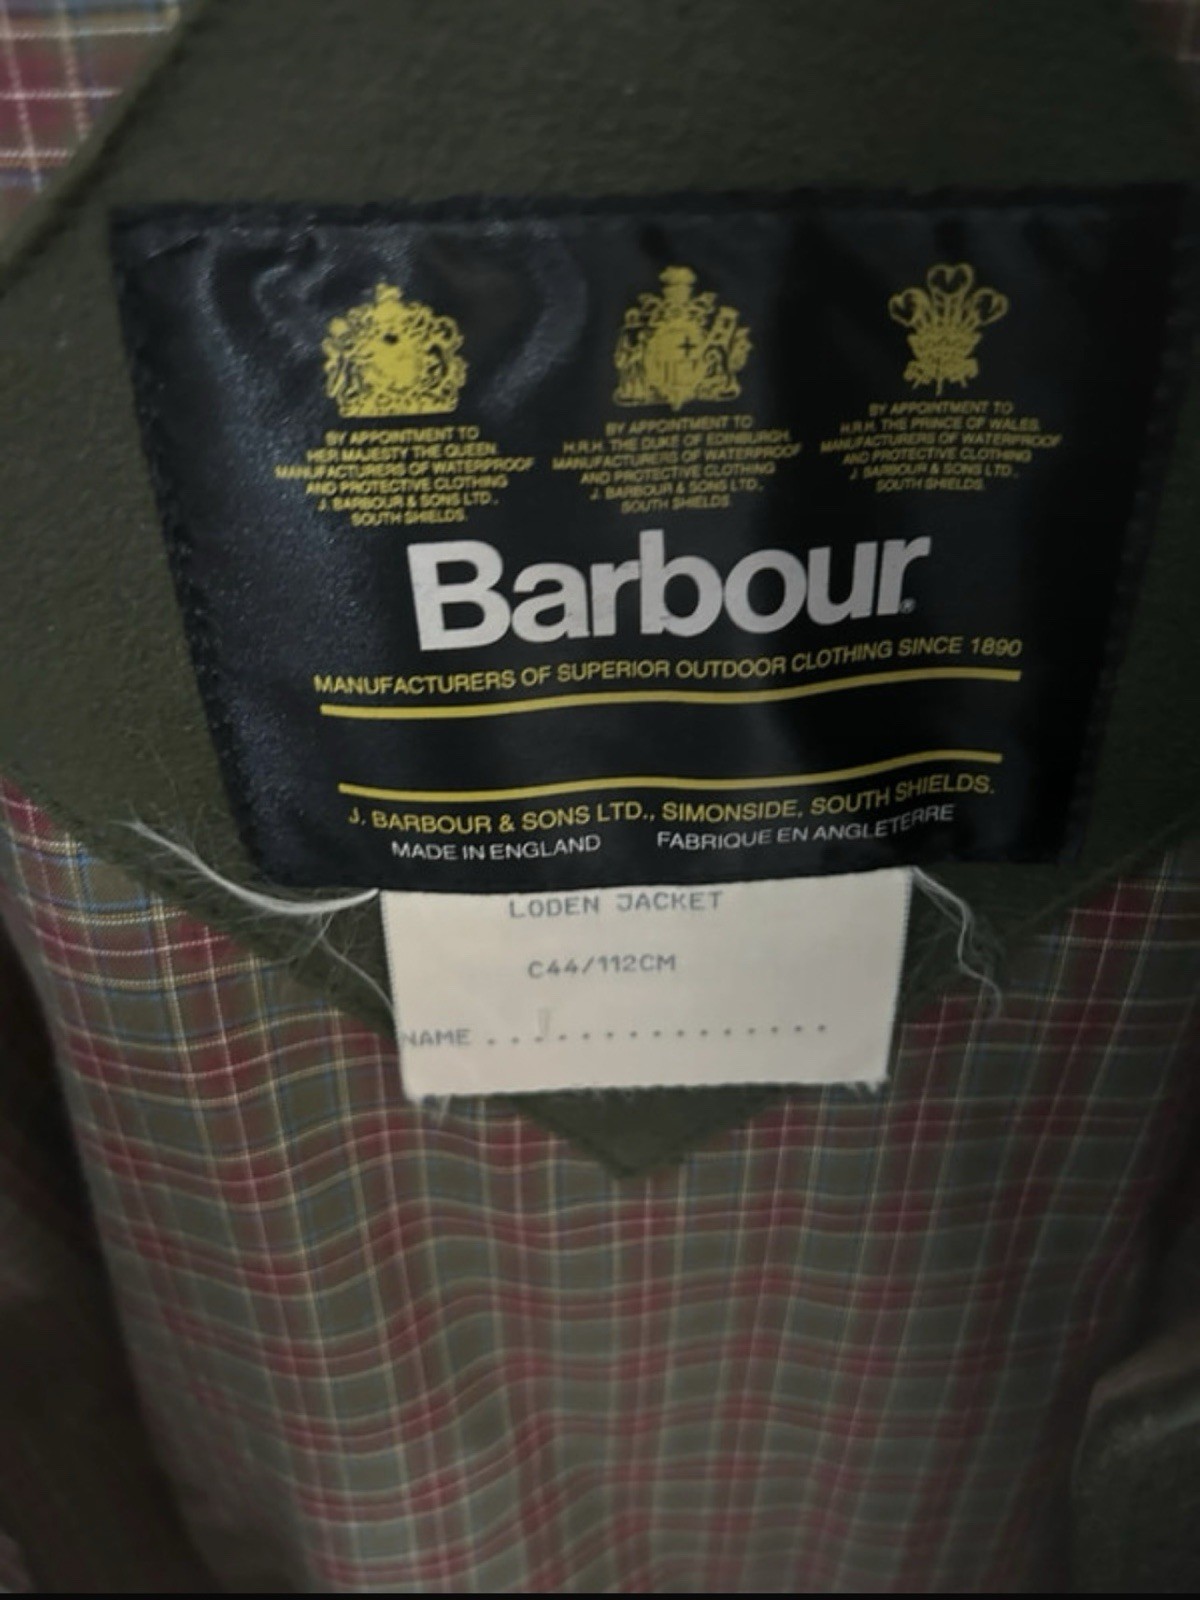 BY APPOINTMENT TO
HER MAJESTY THE QUEEN.
MANUFACTURERS OF WATERPROOF
AND PROTECTIVE CLOTHING
J. BARBOUR & SONS LTD.,
SOUTH SHIELDS.
BY APPOINTMENT TO
H.R.H. THE DUKE OF EDINBURGH.
MANUFACTURERS OF WATERPROOF
AND PROTECTIVE CLOTHING
J. BARBOUR & SONS LTD.,
SOUTH SHIELDS.
BY APPOINTMENT TO
H.R.H. THE PRINCE OF WALES.
MANUFACTURERS OF WATERPROOF
AND PROTECTIVE CLOTHING
J. BARBOUR & SONS LTD.,
SOUTH SHIELDS.
Barbour®
MANUFACTURERS OF SUPERIOR OUTDOOR CLOTHING SINCE 1890
J. BARBOUR & SONS LTD., SIMONSIDE, SOUTH SHIELDS.
MADE IN ENGLAND FABRIQUE EN ANGLETERRE
LODEN JACKET
C44/112CM
NAME ...............